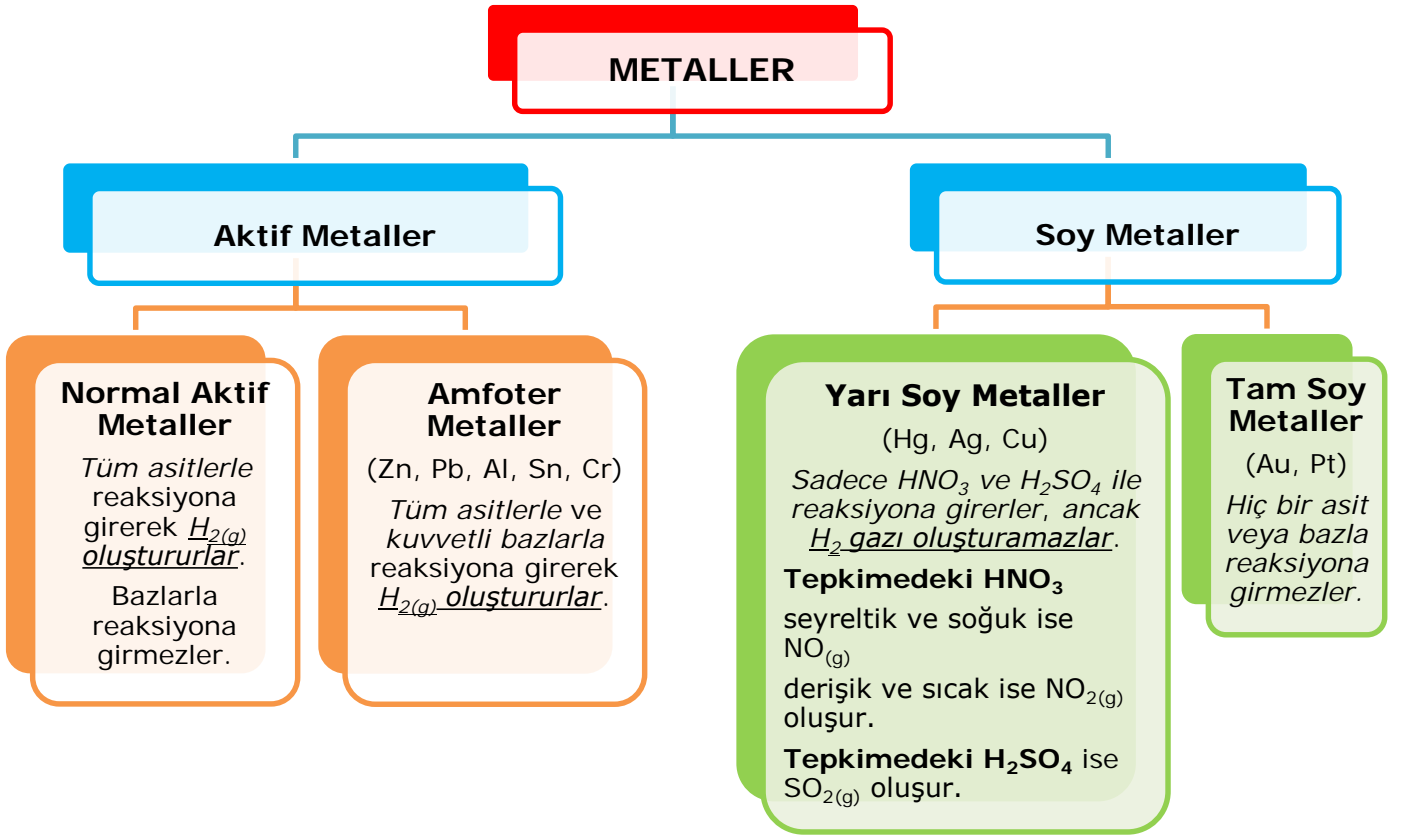 METALLER
Aktif Metaller
Soy Metaller
Normal Aktif
Metaller
Tüm asitlerle
reaksiyona
girerek H2(g)
oluştururlar.
Bazlarla
reaksiyona
girmezler.
Amfoter
Metaller
(Zn, Pb, Al, Sn, Cr)
Tüm asitlerle ve
kuvvetli bazlarla
reaksiyona girerek
H2(g) oluştururlar.
Yarı Soy Metaller
(Hg, Ag, Cu)
Sadece HNO3 ve H2SO4 ile
reaksiyona girerler, ancak
H2 gazı oluşturamazlar.
Tepkimedeki HNO3
seyreltik ve soğuk ise
NO(g)
derişik ve sıcak ise NO2(g)
oluşur.
Tepkimedeki H2SO4 ise
SO2(g) oluşur.
Tam Soy
Metaller
(Au, Pt)
Hiç bir asit
veya bazla
reaksiyona
girmezler.